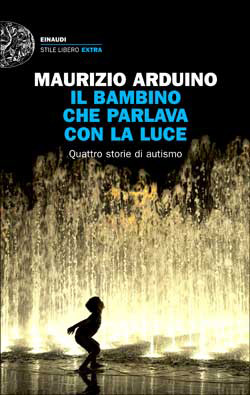 EINAUDI
STILE LIBERO EXTRA
MAURIZIO ARDUINO
IL BAMBINO
CHE PARLAVA
CON LA LUCE
Quattro storie di autismo